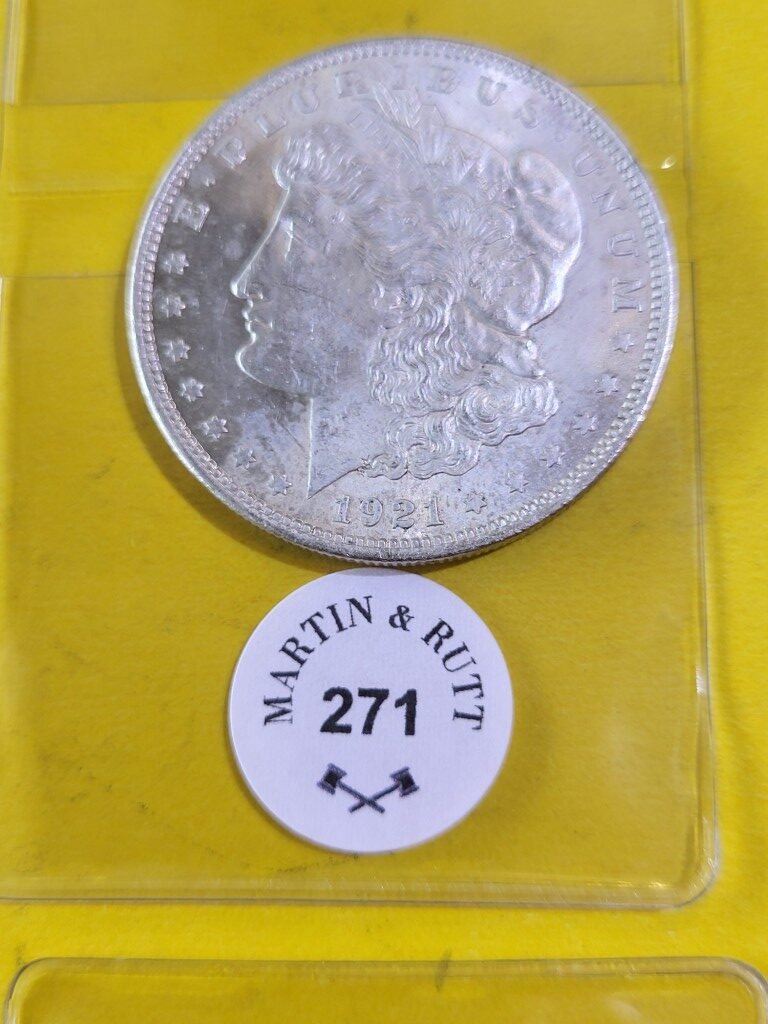 E · PLURIBUS · UNUM
1921
MARTIN & RUTT
271